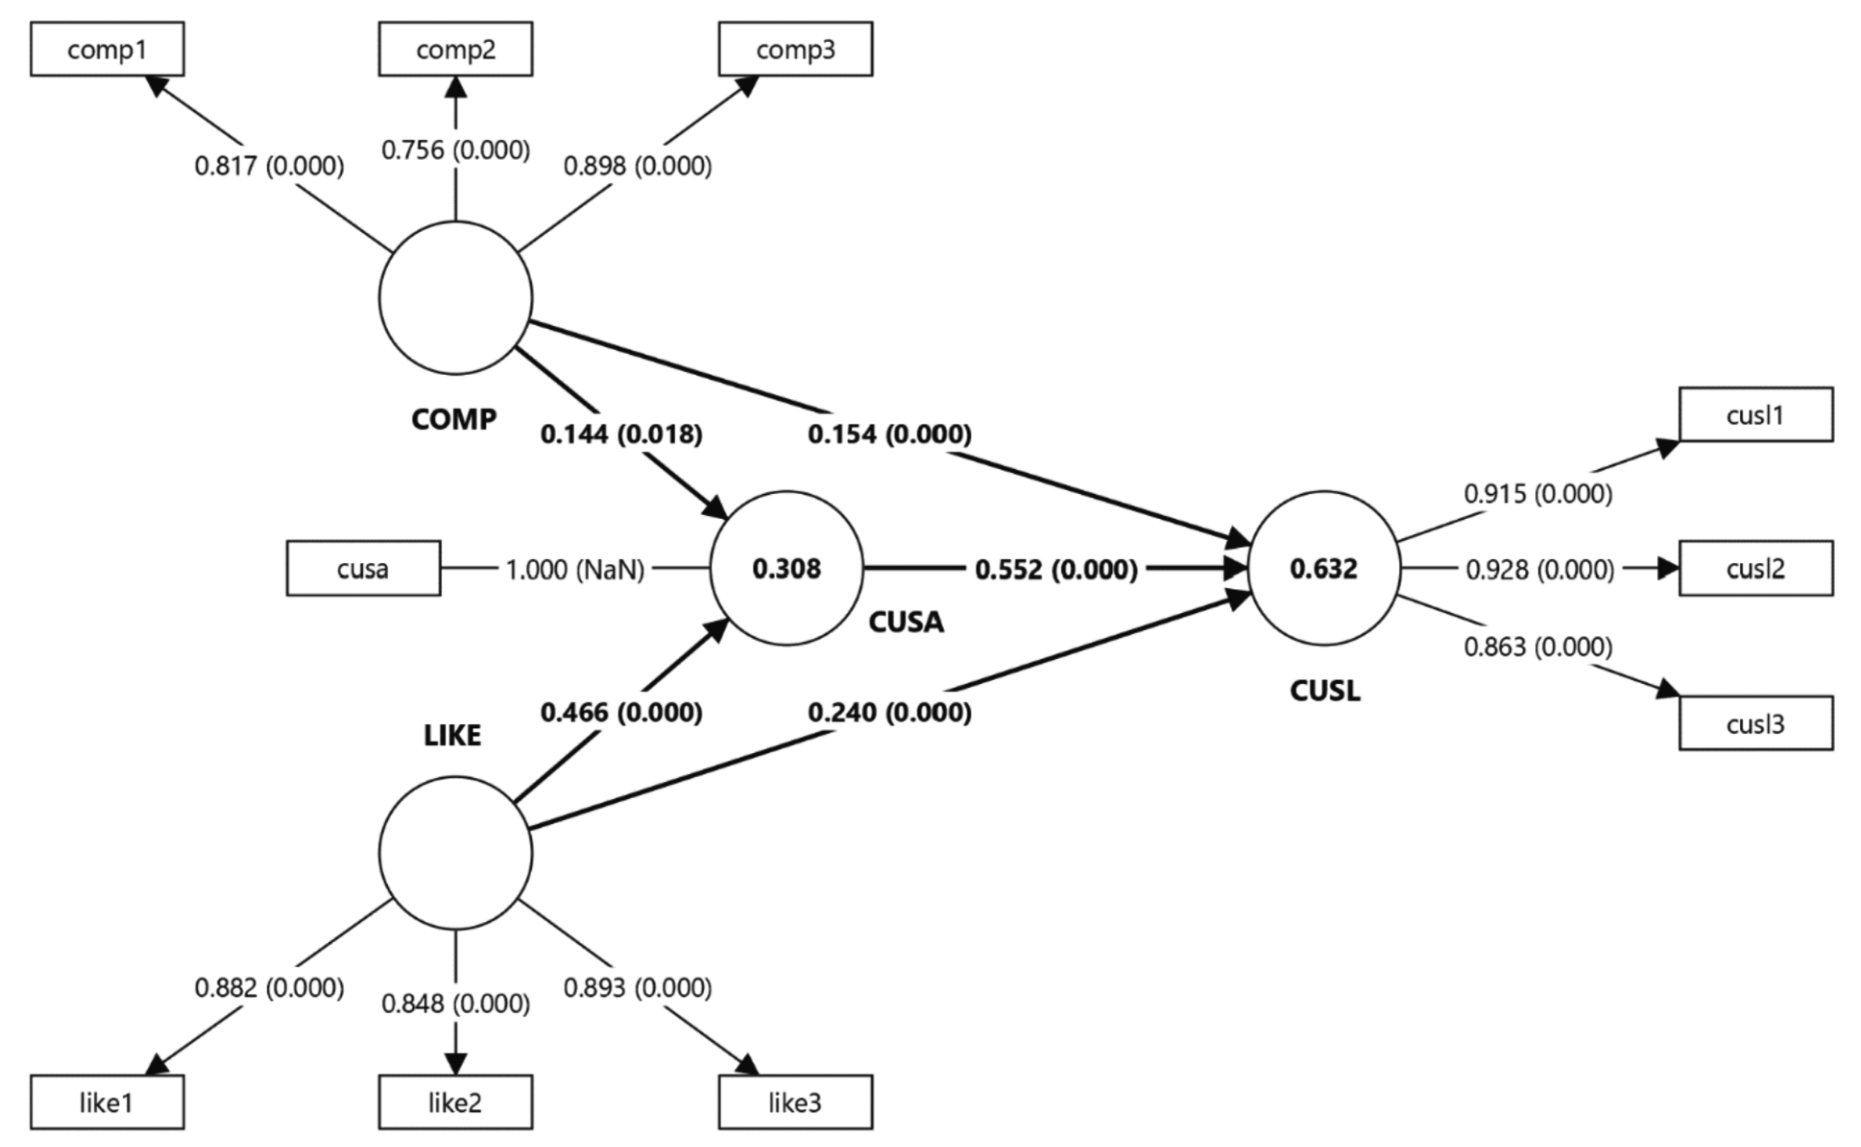 comp1
comp2
comp3
0.817 (0.000)
0.756 (0.000)
0.898 (0.000)
COMP
0.144 (0.018)
0.154 (0.000)
cusl1
0.915 (0.000)
cusa
1.000 (NaN)
0.308
0.552 (0.000)
0.632
0.928 (0.000)
cusl2
CUSA
0.863 (0.000)
CUSL
cusl3
LIKE
0.466 (0.000)
0.240 (0.000)
0.882 (0.000)
0.848 (0.000)
0.893 (0.000)
like1
like2
like3